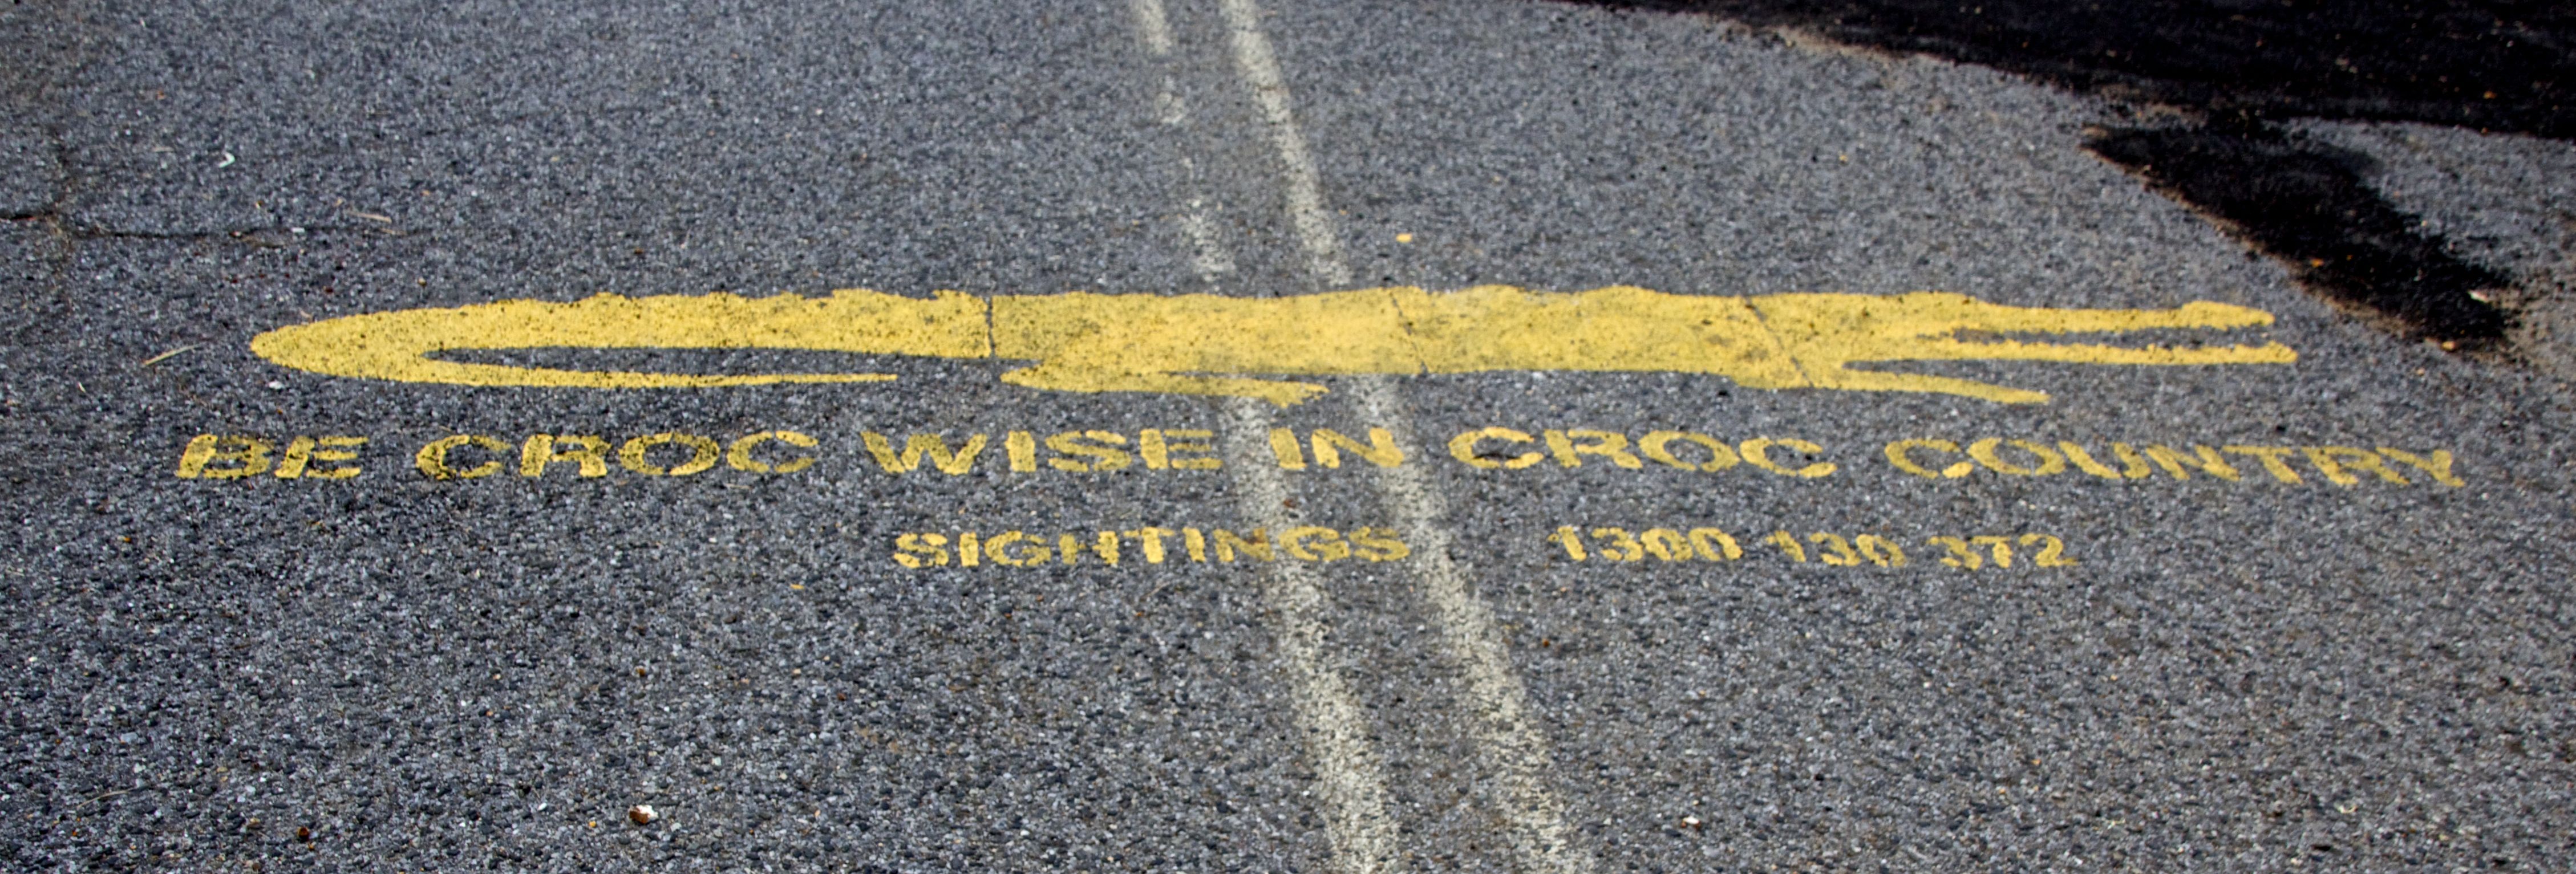 BE CROC WISE IN CROC COUNTRY
SIGHTINGS 1300 130 372